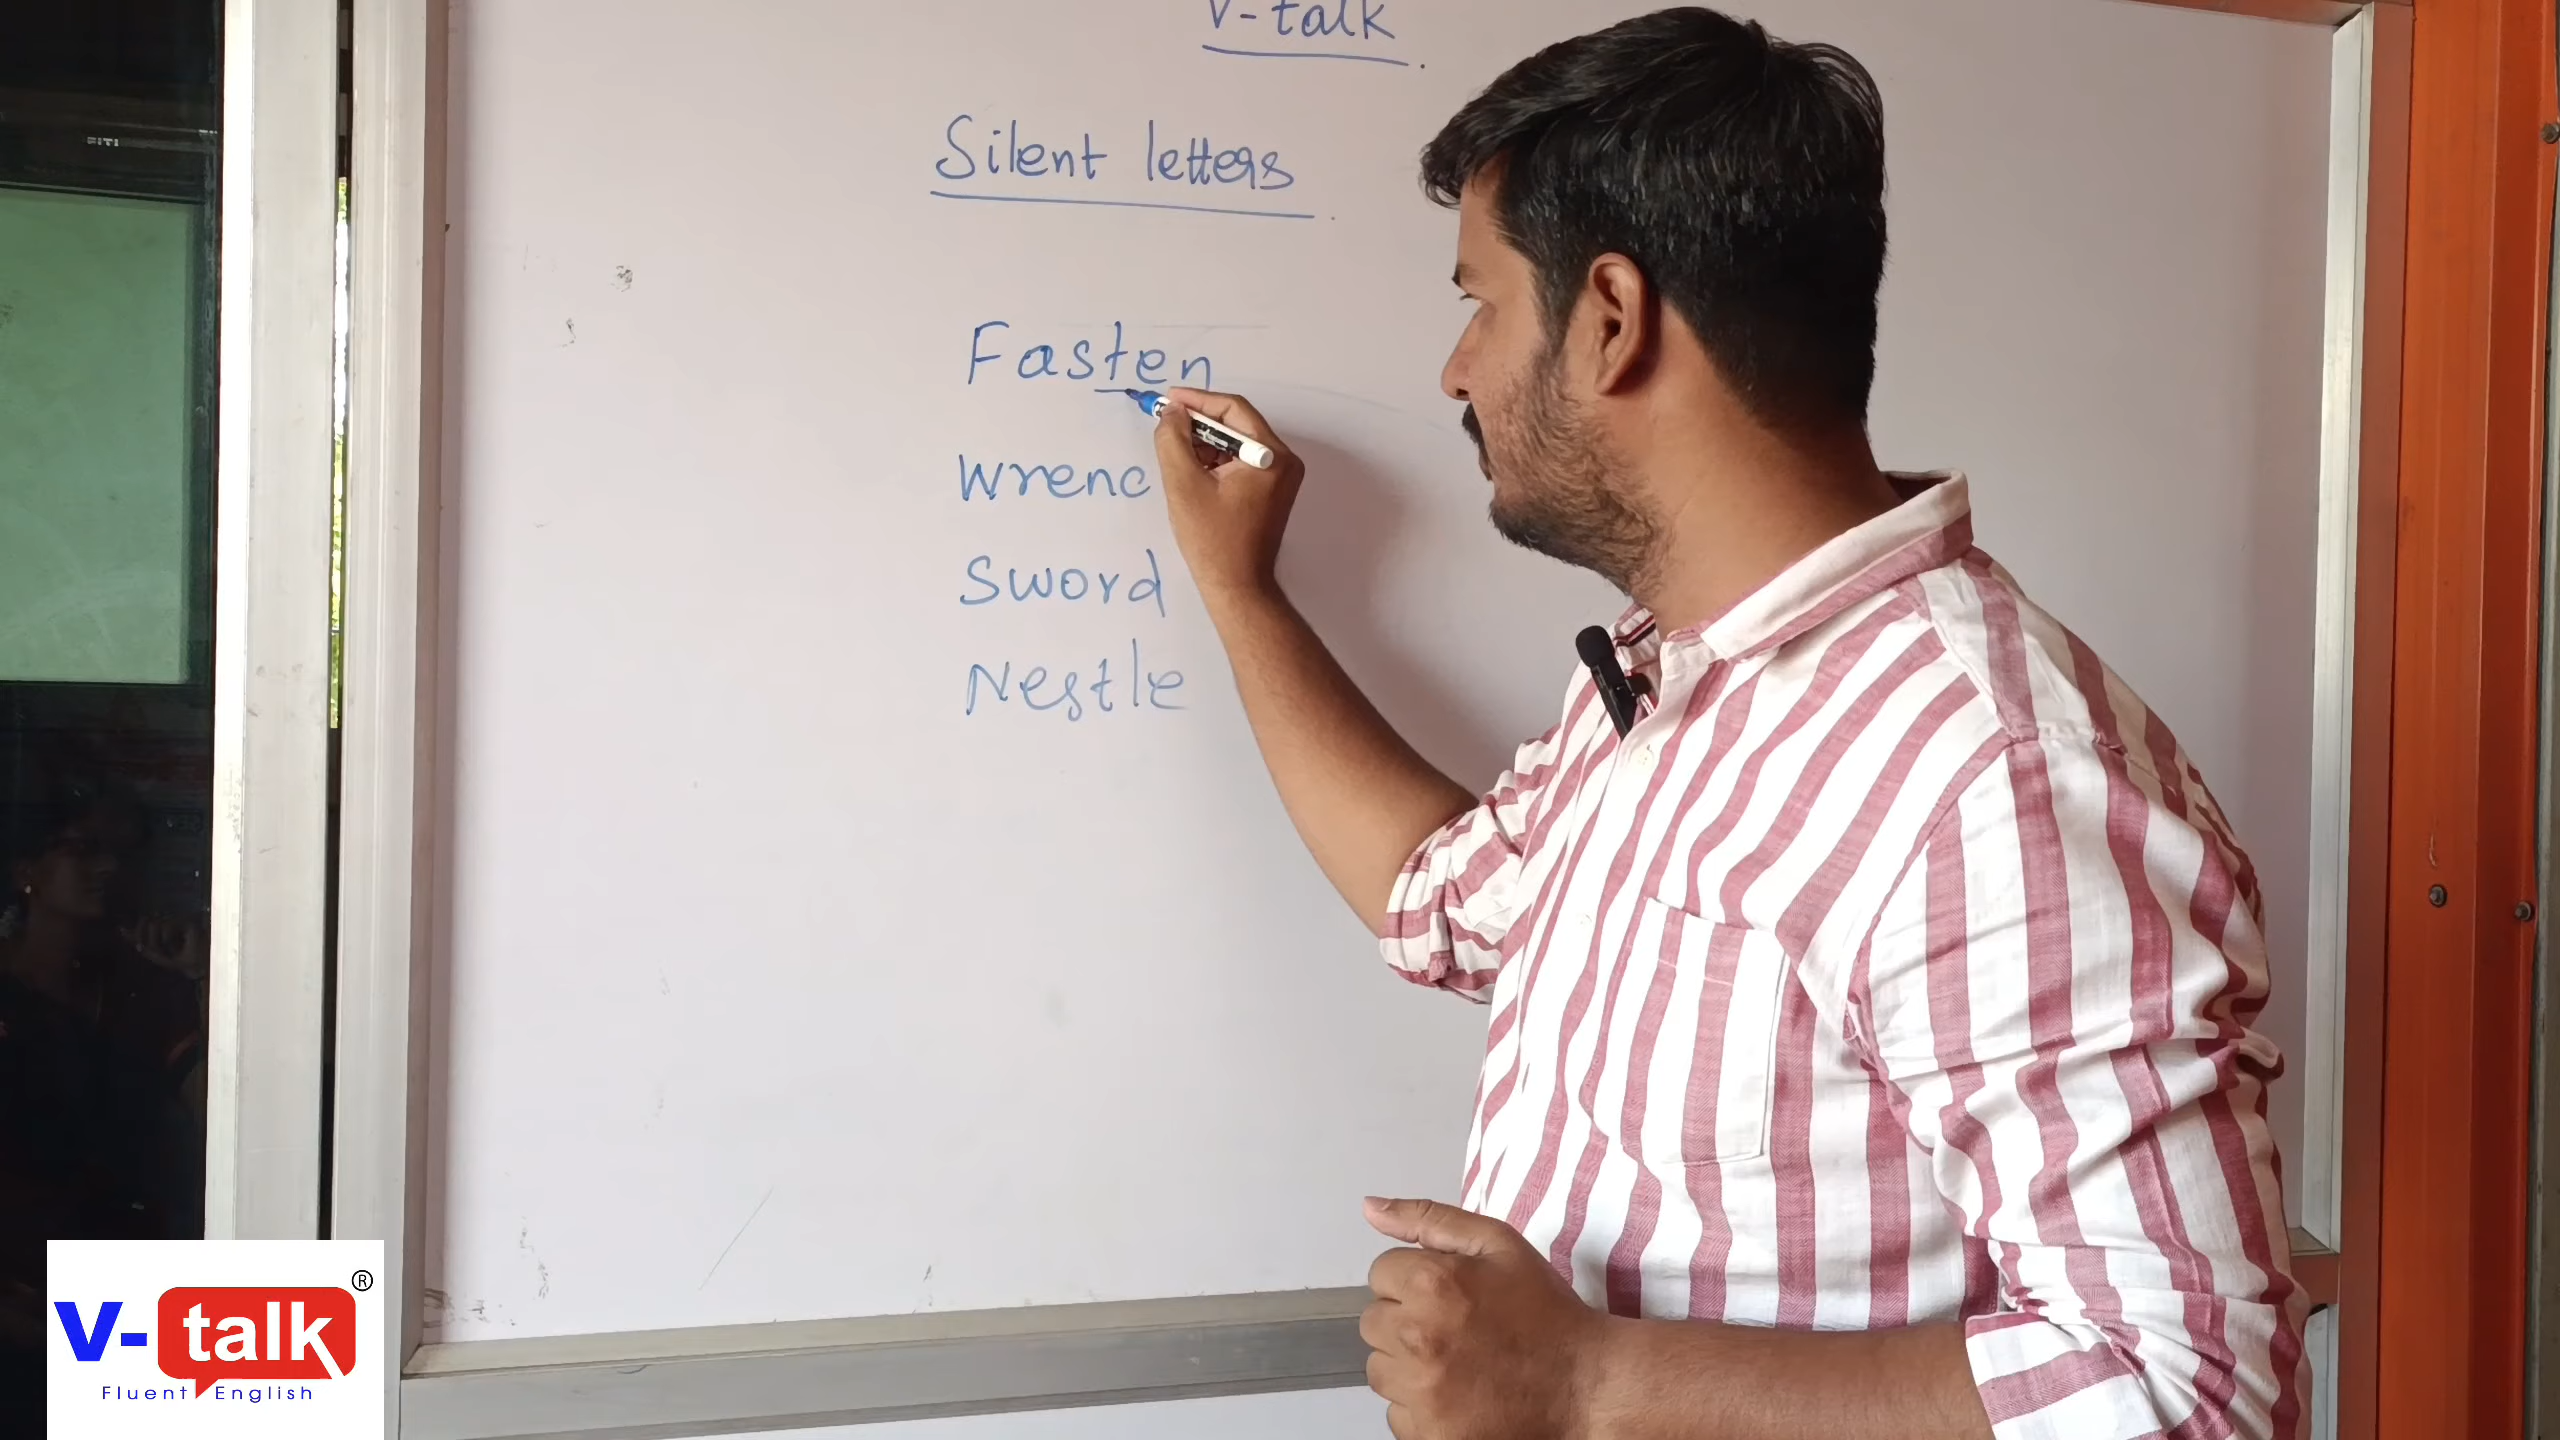 V-talk
Silent letters
Fasten
Wrenc
Sword
Nestle
V-talk®
Fluent English